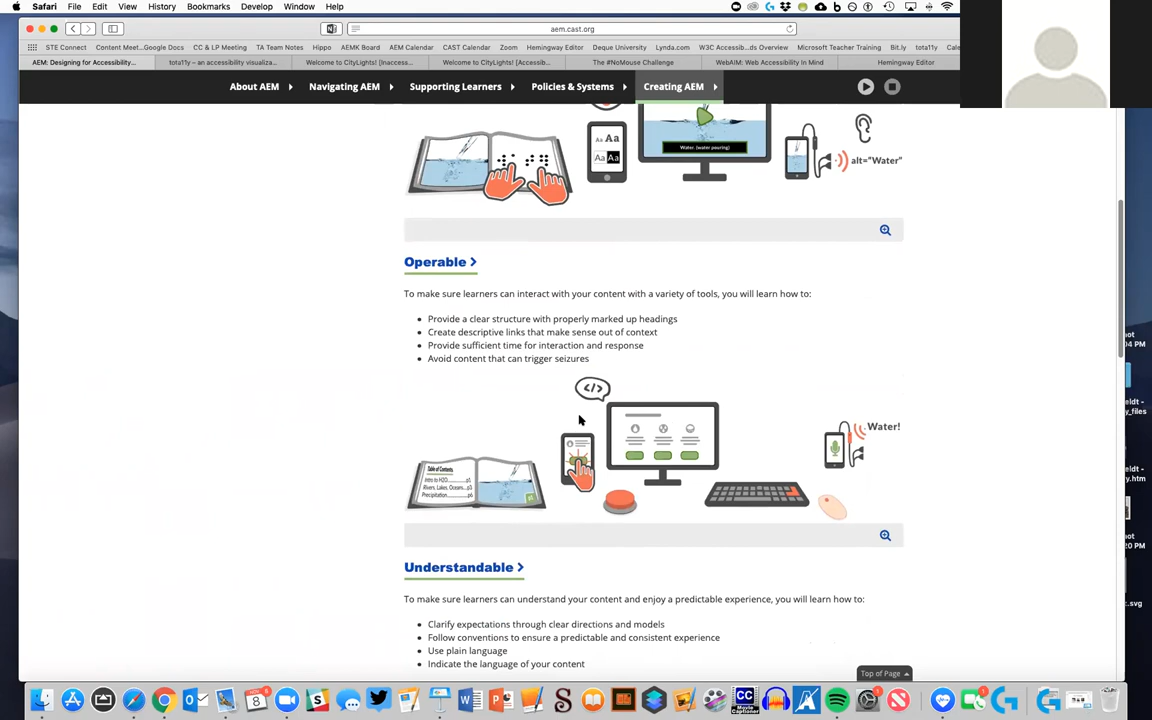 Safari File Edit View History Bookmarks Develop Window Help
aem.cast.org
STE Connect Content Meet...Google Docs CC & LP Meeting TA Team Notes Hippo AEMK Board AEM Calendar CAST Calendar Zoom Hemingway Editor Deque University Lynda.com W3C Accessib...ds Overview Microsoft Teacher Training Bit.ly tota11y
AEM: Designing for Accessibility... tota11y – an accessibility visualiza... Welcome to CityLights! [Inaccess... Welcome to CityLights! [Accessib... The #NoMouse Challenge WebAIM: Web Accessibility In Mind Hemingway Editor
About AEM Navigating AEM Supporting Learners Policies & Systems Creating AEM
Aa Aa
Aa Aa
Water. (water pouring)
alt="Water"
Operable >
To make sure learners can interact with your content with a variety of tools, you will learn how to:
• Provide a clear structure with properly marked up headings
• Create descriptive links that make sense out of context
• Provide sufficient time for interaction and response
• Avoid content that can trigger seizures
</>
Water!
Table of Contents
Intro to H2O..........p1
Rivers, Lakes, Oceans...p3
Precipitation..........p6
Understandable >
To make sure learners can understand your content and enjoy a predictable experience, you will learn how to:
• Clarify expectations through clear directions and models
• Follow conventions to ensure a predictable and consistent experience
• Use plain language
• Indicate the language of your content
Top of Page